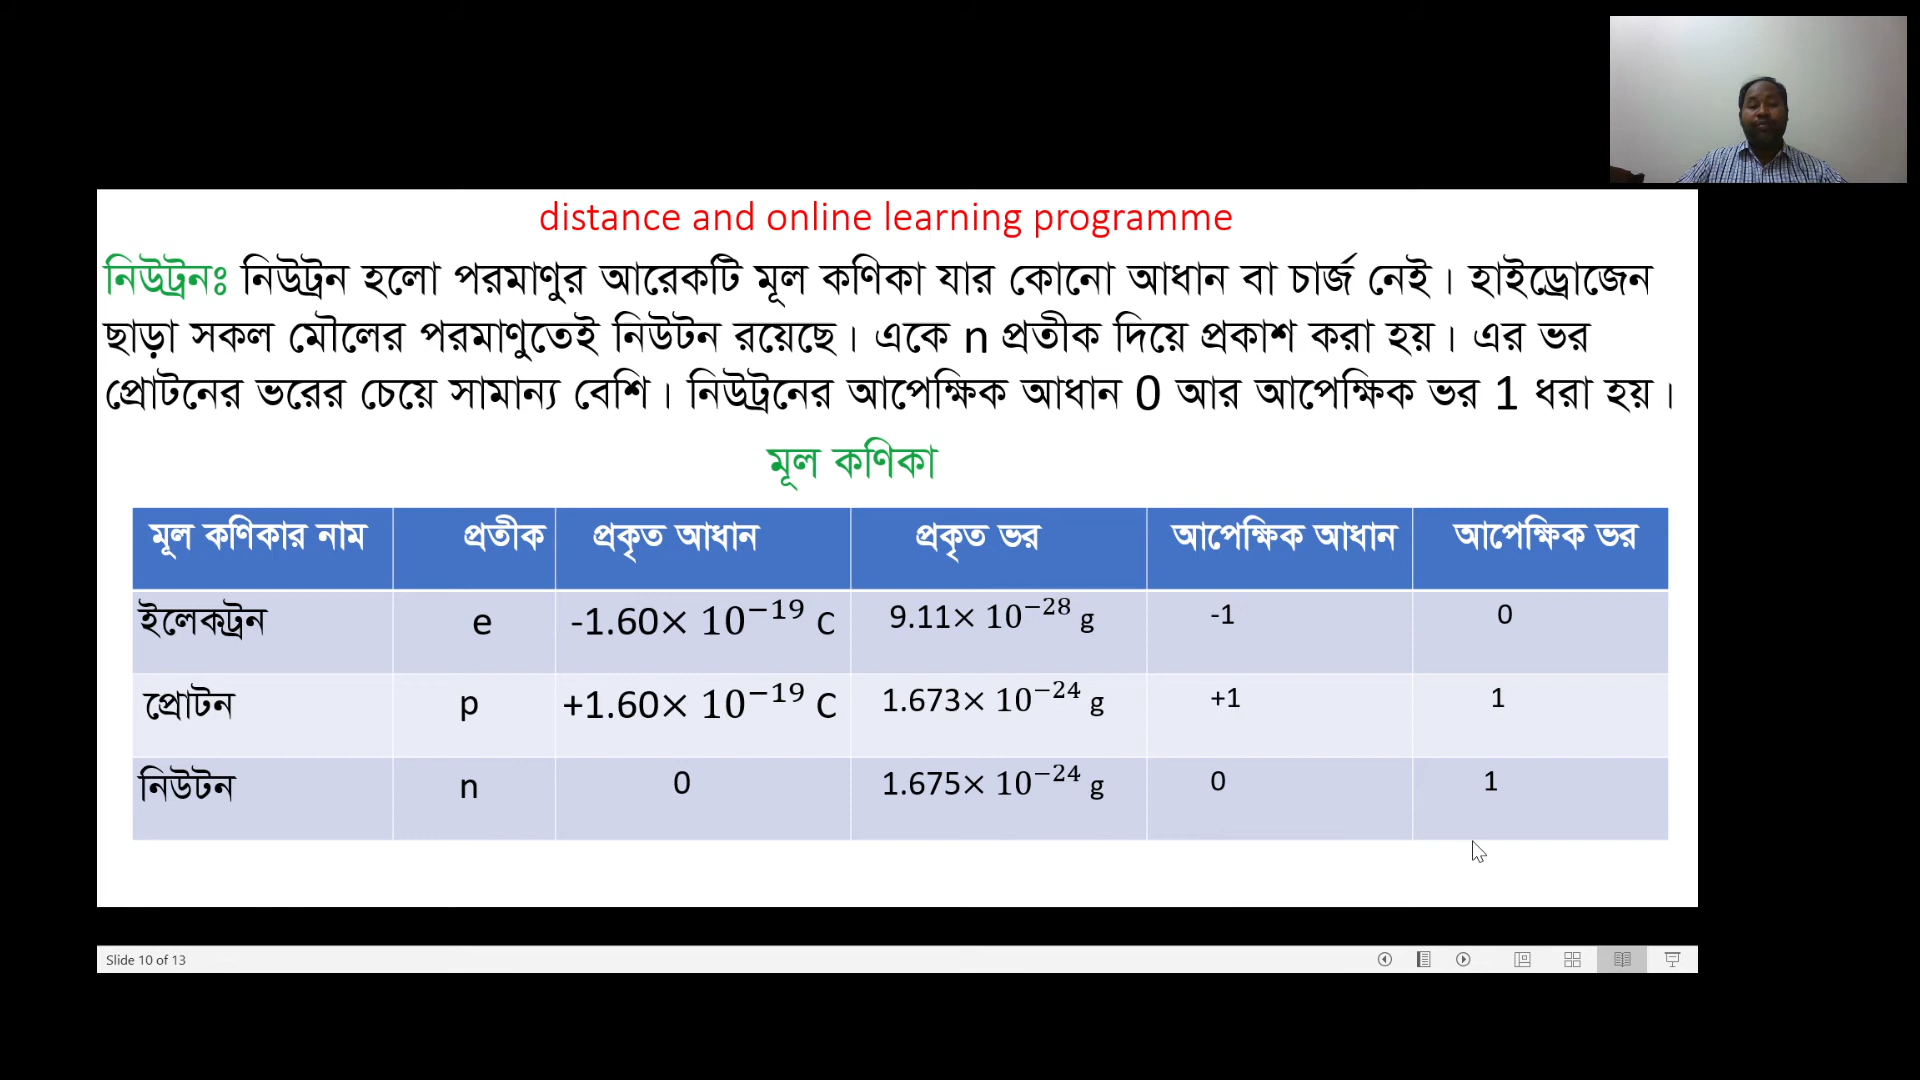 distance and online learning programme
নিউট্রনঃ নিউট্রন হলো পরমাণুর আরেকটি মূল কণিকা যার কোনো আধান বা চার্জ নেই। হাইড্রোজেন
ছাড়া সকল মৌলের পরমাণুতেই নিউটন রয়েছে। একে n প্রতীক দিয়ে প্রকাশ করা হয়। এর ভর
প্রোটনের ভরের চেয়ে সামান্য বেশি। নিউট্রনের আপেক্ষিক আধান 0 আর আপেক্ষিক ভর 1 ধরা হয়।
মূল কণিকা
মূল কণিকার নাম প্রতীক প্রকৃত আধান প্রকৃত ভর আপেক্ষিক আধান আপেক্ষিক ভর
ইলেকট্রন e -1.60× 10⁻¹⁹ C 9.11× 10⁻²⁸ g -1 0
প্রোটন p +1.60× 10⁻¹⁹ C 1.673× 10⁻²⁴ g +1 1
নিউটন n 0 1.675× 10⁻²⁴ g 0 1
Slide 10 of 13